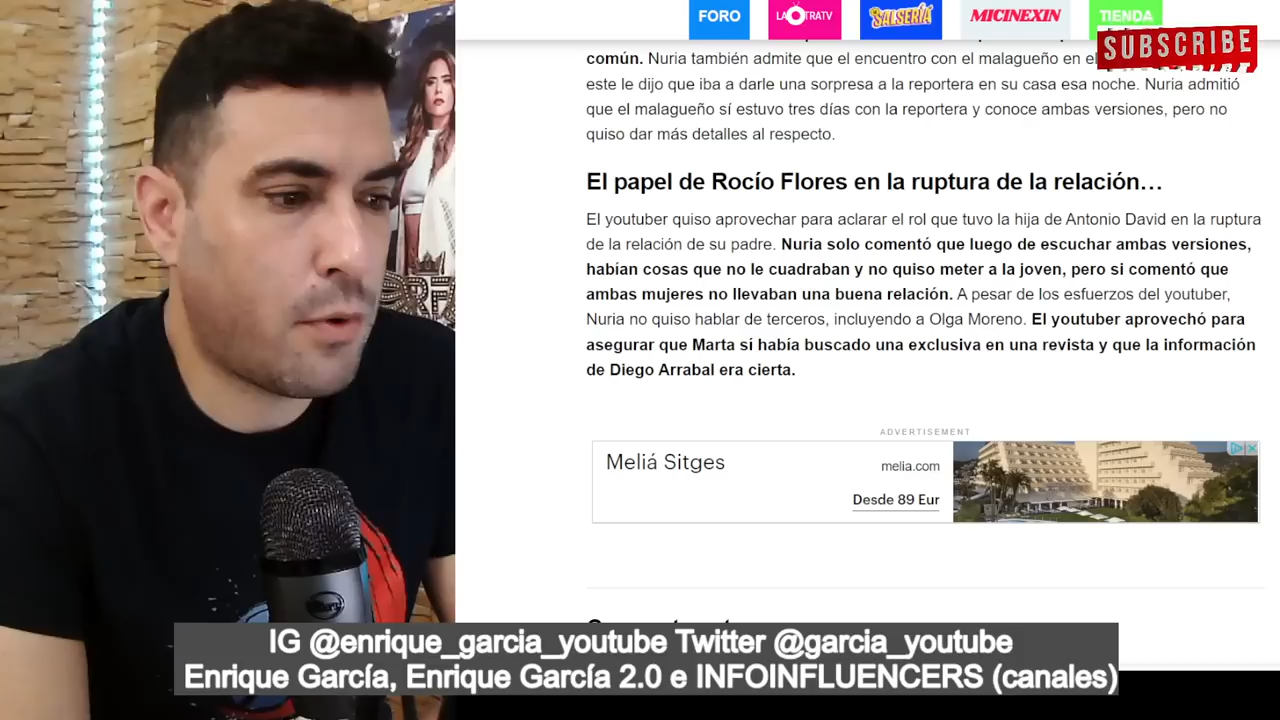 FORO
LA OTRATV
SALSERÍA
MICINEXIN
TIENDA
SUBSCRIBE
común. Nuria también admite que el encuentro con el malagueño en el
este le dijo que iba a darle una sorpresa a la reportera en su casa esa noche. Nuria admitió
que el malagueño sí estuvo tres días con la reportera y conoce ambas versiones, pero no
quiso dar más detalles al respecto.
El papel de Rocío Flores en la ruptura de la relación…
El youtuber quiso aprovechar para aclarar el rol que tuvo la hija de Antonio David en la ruptura
de la relación de su padre. Nuria solo comentó que luego de escuchar ambas versiones,
habían cosas que no le cuadraban y no quiso meter a la joven, pero si comentó que
ambas mujeres no llevaban una buena relación. A pesar de los esfuerzos del youtuber,
Nuria no quiso hablar de terceros, incluyendo a Olga Moreno. El youtuber aprovechó para
asegurar que Marta si había buscado una exclusiva en una revista y que la información
de Diego Arrabal era cierta.
ADVERTISEMENT
Meliá Sitges
melia.com
Desde 89 Eur
blue
IG @enrique_garcia_youtube Twitter @garcia_youtube
Enrique García, Enrique García 2.0 e INFOINFLUENCERS (canales)